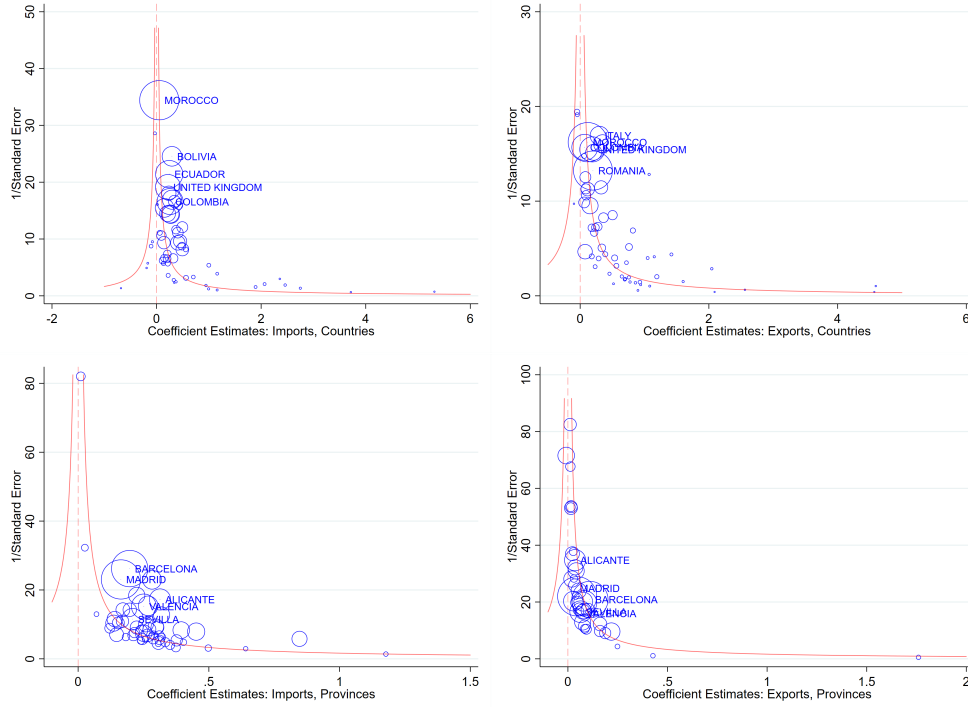 50
40
30
20
10
0
1/Standard Error
MOROCCO
BOLIVIA
ECUADOR
UNITED KINGDOM
COLOMBIA
-2 0 2 4 6
Coefficient Estimates: Imports, Countries
30
20
10
0
1/Standard Error
ITALY
MOROCCO
UNITED KINGDOM
ROMANIA
0 2 4 6
Coefficient Estimates: Exports, Countries
80
60
40
20
0
1/Standard Error
BARCELONA
MADRID
ALICANTE
VALENCIA
SEVILLA
0 .5 1 1.5
Coefficient Estimates: Imports, Provinces
100
80
60
40
20
0
1/Standard Error
ALICANTE
MADRID
BARCELONA
SEVILLA
VALENCIA
0 .5 1 1.5 2
Coefficient Estimates: Exports, Provinces